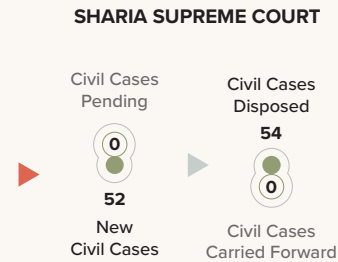 SHARIA SUPREME COURT
Civil Cases
Pending
0
52
New
Civil Cases
Civil Cases
Disposed
54
0
Civil Cases
Carried Forward